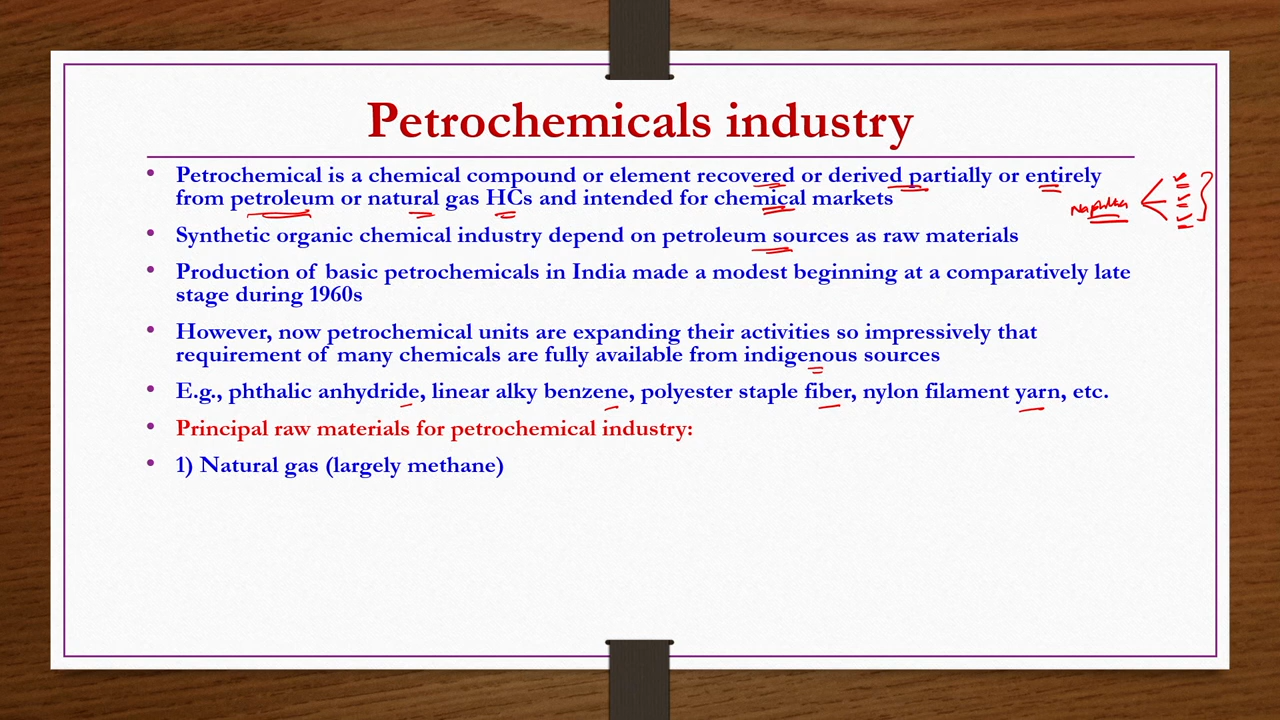 Petrochemicals industry
• Petrochemical is a chemical compound or element recovered or derived partially or entirely
from petroleum or natural gas HCs and intended for chemical markets
Naphtha
• Synthetic organic chemical industry depend on petroleum sources as raw materials
• Production of basic petrochemicals in India made a modest beginning at a comparatively late
stage during 1960s
• However, now petrochemical units are expanding their activities so impressively that
requirement of many chemicals are fully available from indigenous sources
• E.g., phthalic anhydride, linear alky benzene, polyester staple fiber, nylon filament yarn, etc.
• Principal raw materials for petrochemical industry:
• 1) Natural gas (largely methane)